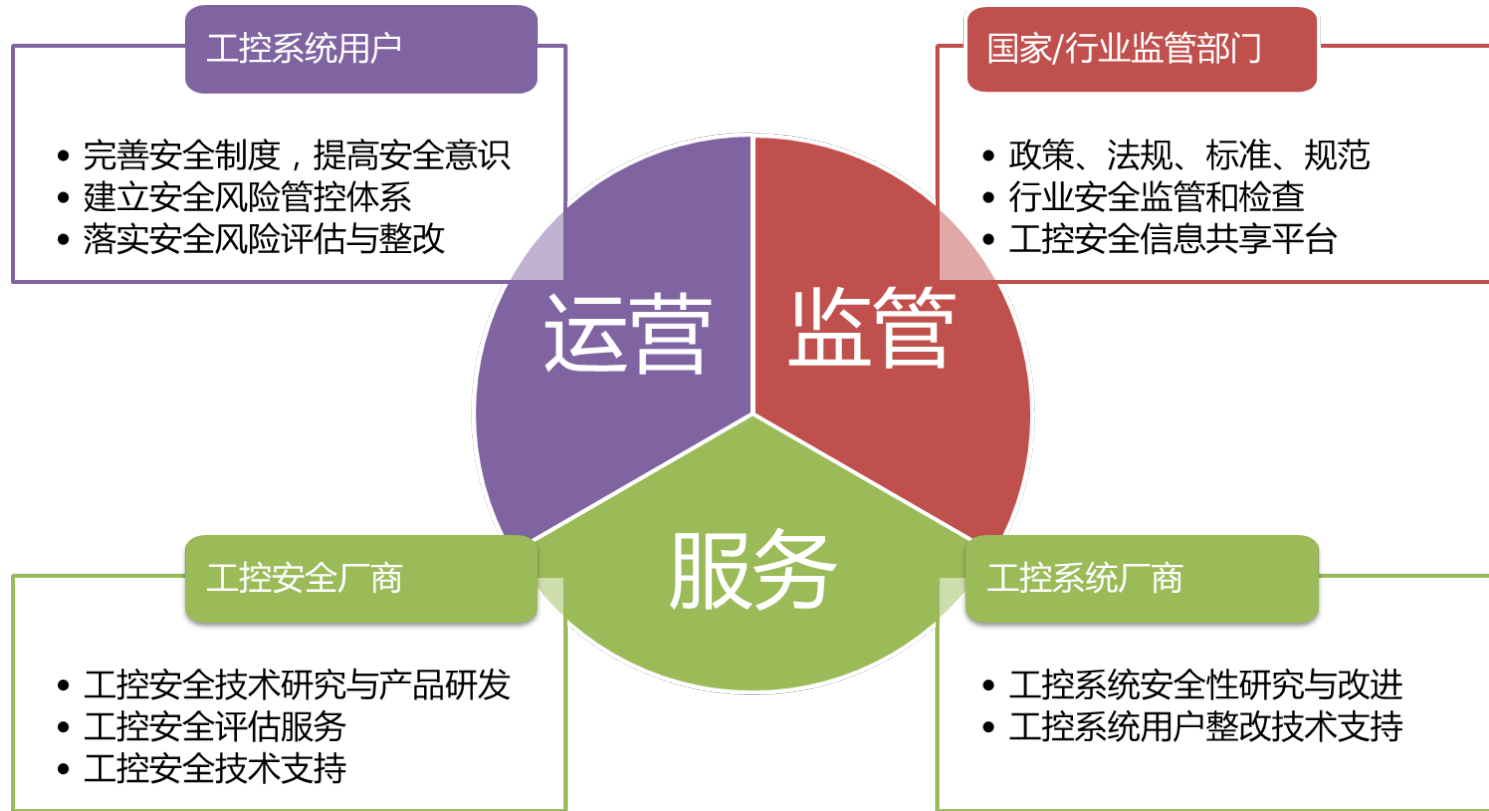 工控系统用户
• 完善安全制度，提高安全意识
• 建立安全风险管控体系
• 落实安全风险评估与整改
国家/行业监管部门
• 政策、法规、标准、规范
• 行业安全监管和检查
• 工控安全信息共享平台
运营
监管
服务
工控安全厂商
• 工控安全技术研究与产品研发
• 工控安全评估服务
• 工控安全技术支持
工控系统厂商
• 工控系统安全性研究与改进
• 工控系统用户整改技术支持